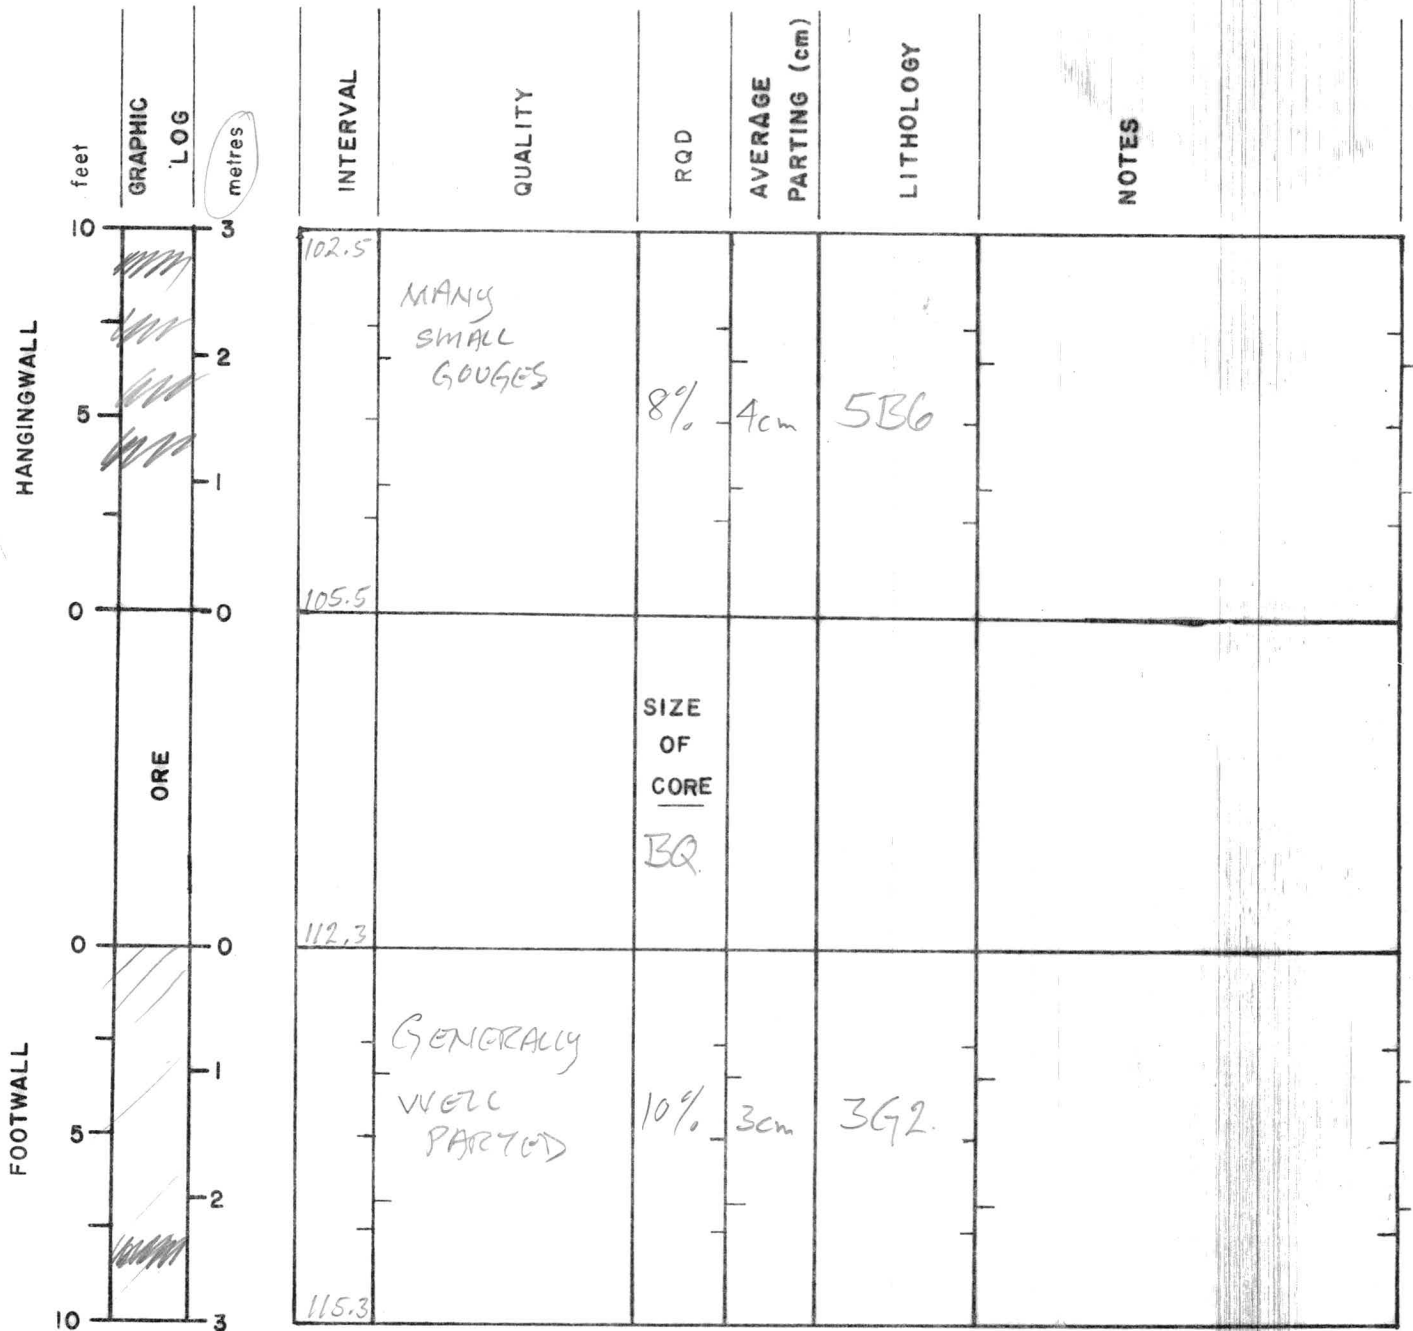 feet
GRAPHIC LOG
metres
INTERVAL
QUALITY
RQD
AVERAGE PARTING (cm)
LITHOLOGY
NOTES
HANGINGWALL
10
5
0
3
2
1
0
102.5
MANY
SMALL
GOUGES
8%
4cm
5B6
105.5
ORE
SIZE
OF
CORE
BQ
112.3
FOOTWALL
0
5
10
0
1
2
3
GENERALLY
WELL
PARTED
10%
3cm
3G2.
115.3